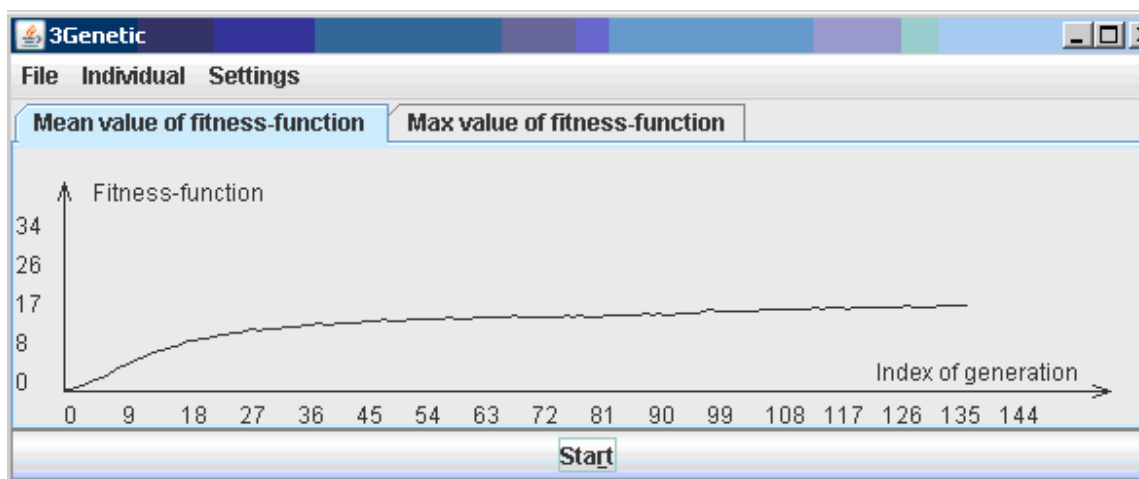 3Genetic
File Individual Settings
Mean value of fitness-function Max value of fitness-function
Fitness-function
34
26
17
8
0
Index of generation
0 9 18 27 36 45 54 63 72 81 90 99 108 117 126 135 144
Start